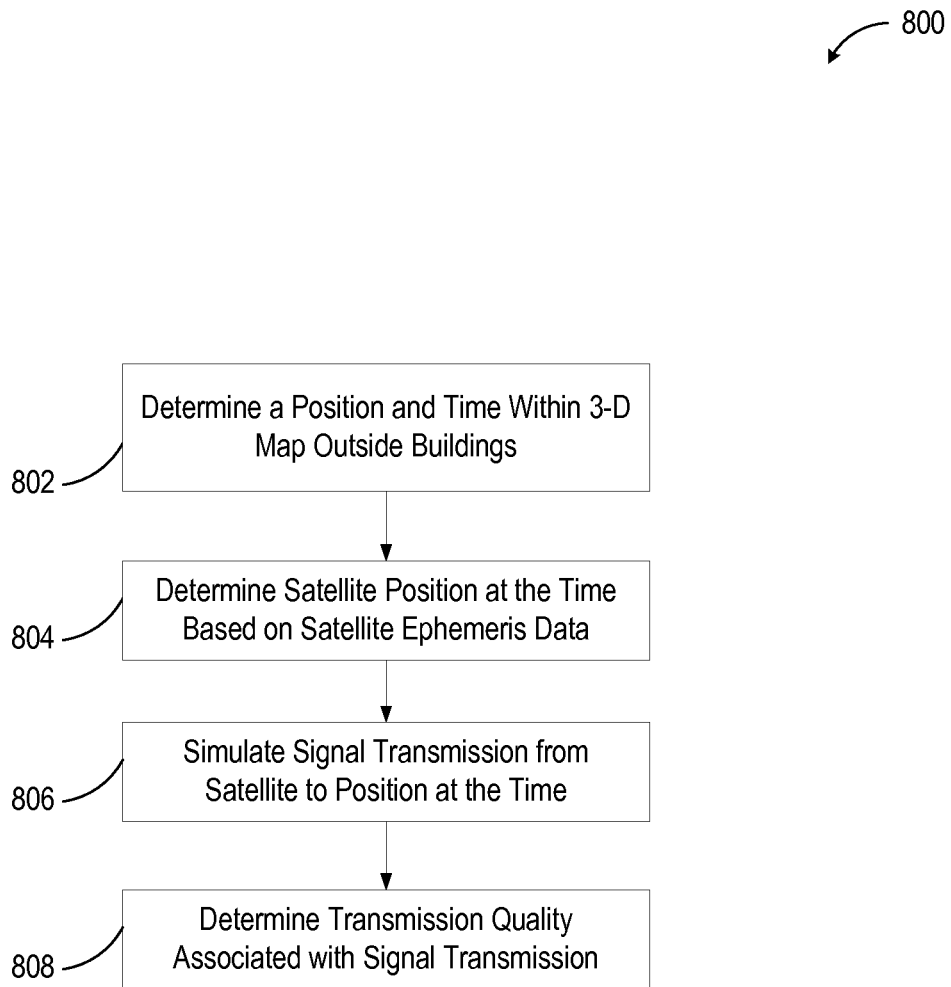 800
Determine a Position and Time Within 3-D
Map Outside Buildings
802
Determine Satellite Position at the Time
Based on Satellite Ephemeris Data
804
Simulate Signal Transmission from
Satellite to Position at the Time
806
Determine Transmission Quality
Associated with Signal Transmission
808